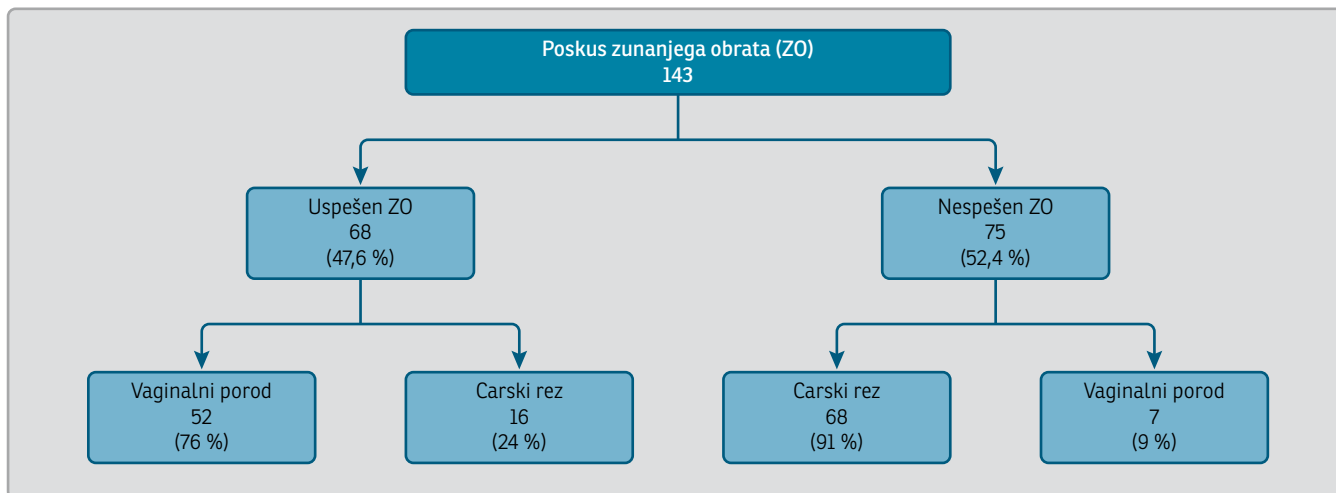 Poskus zunanjega obrata (ZO)
143
Uspešen ZO
68
(47,6 %)
Nespešen ZO
75
(52,4 %)
Vaginalni porod
52
(76 %)
Carski rez
16
(24 %)
Carski rez
68
(91 %)
Vaginalni porod
7
(9 %)